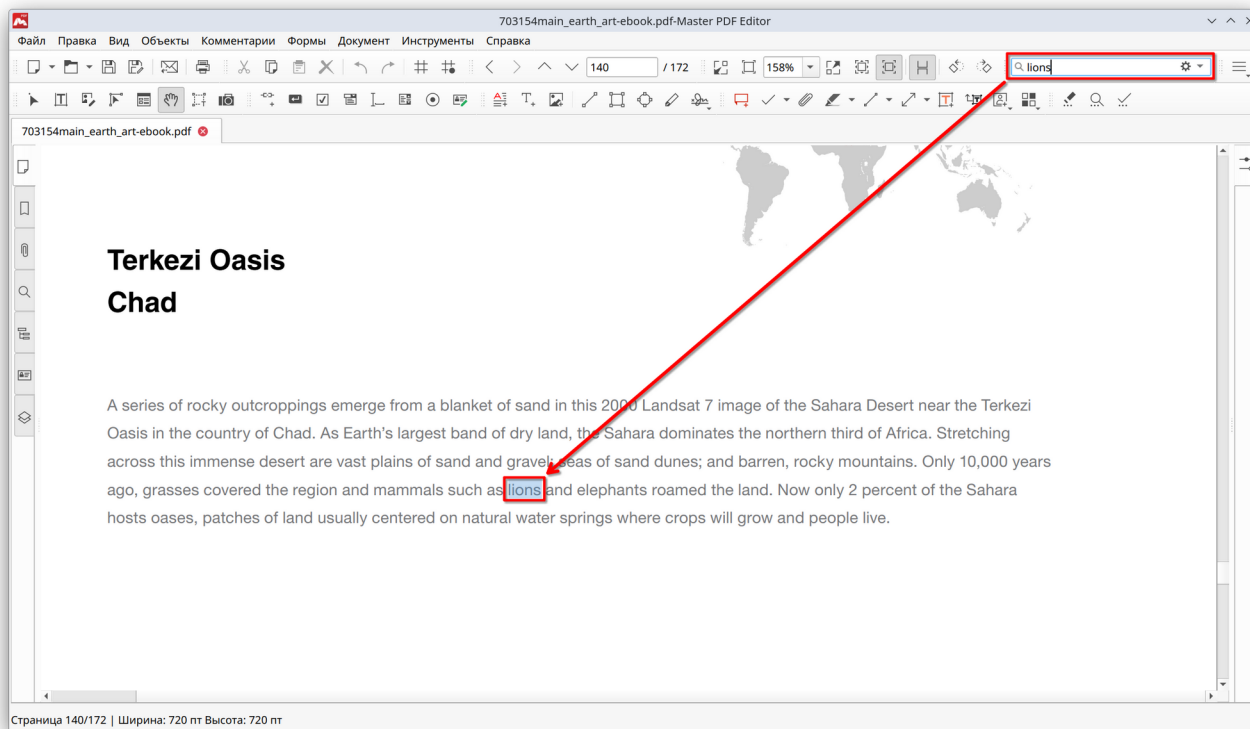 703154main_earth_art-ebook.pdf-Master PDF Editor
Файл Правка Вид Объекты Комментарии Формы Документ Инструменты Справка
140 / 172 158% lions
703154main_earth_art-ebook.pdf
Terkezi Oasis
Chad
A series of rocky outcroppings emerge from a blanket of sand in this 2000 Landsat 7 image of the Sahara Desert near the Terkezi
Oasis in the country of Chad. As Earth’s largest band of dry land, the Sahara dominates the northern third of Africa. Stretching
across this immense desert are vast plains of sand and gravel; seas of sand dunes; and barren, rocky mountains. Only 10,000 years
ago, grasses covered the region and mammals such as lions and elephants roamed the land. Now only 2 percent of the Sahara
hosts oases, patches of land usually centered on natural water springs where crops will grow and people live.
Страница 140/172 | Ширина: 720 пт Высота: 720 пт